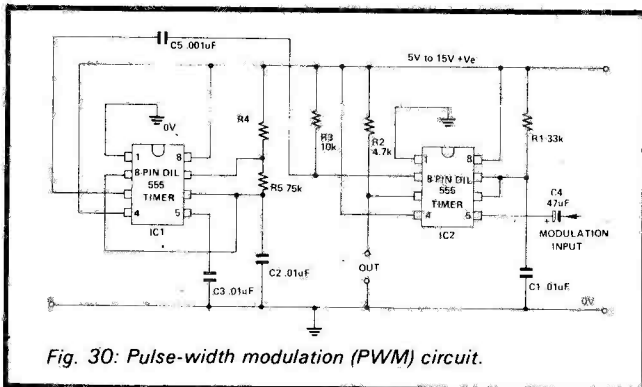 C5 .001uF
5V to 15V +Ve
0V
R4
R3
10k
R2
4.7k
R1 33k
1
8
8 PIN DIL
555
TIMER
4
5
IC1
R5 75k
1
8
8 PIN DIL
555
TIMER
4
5
IC2
C4
47uF
+
MODULATION
INPUT
C3 .01uF
C2 .01uF
OUT
C1 .01uF
0V
Fig. 30: Pulse-width modulation (PWM) circuit.